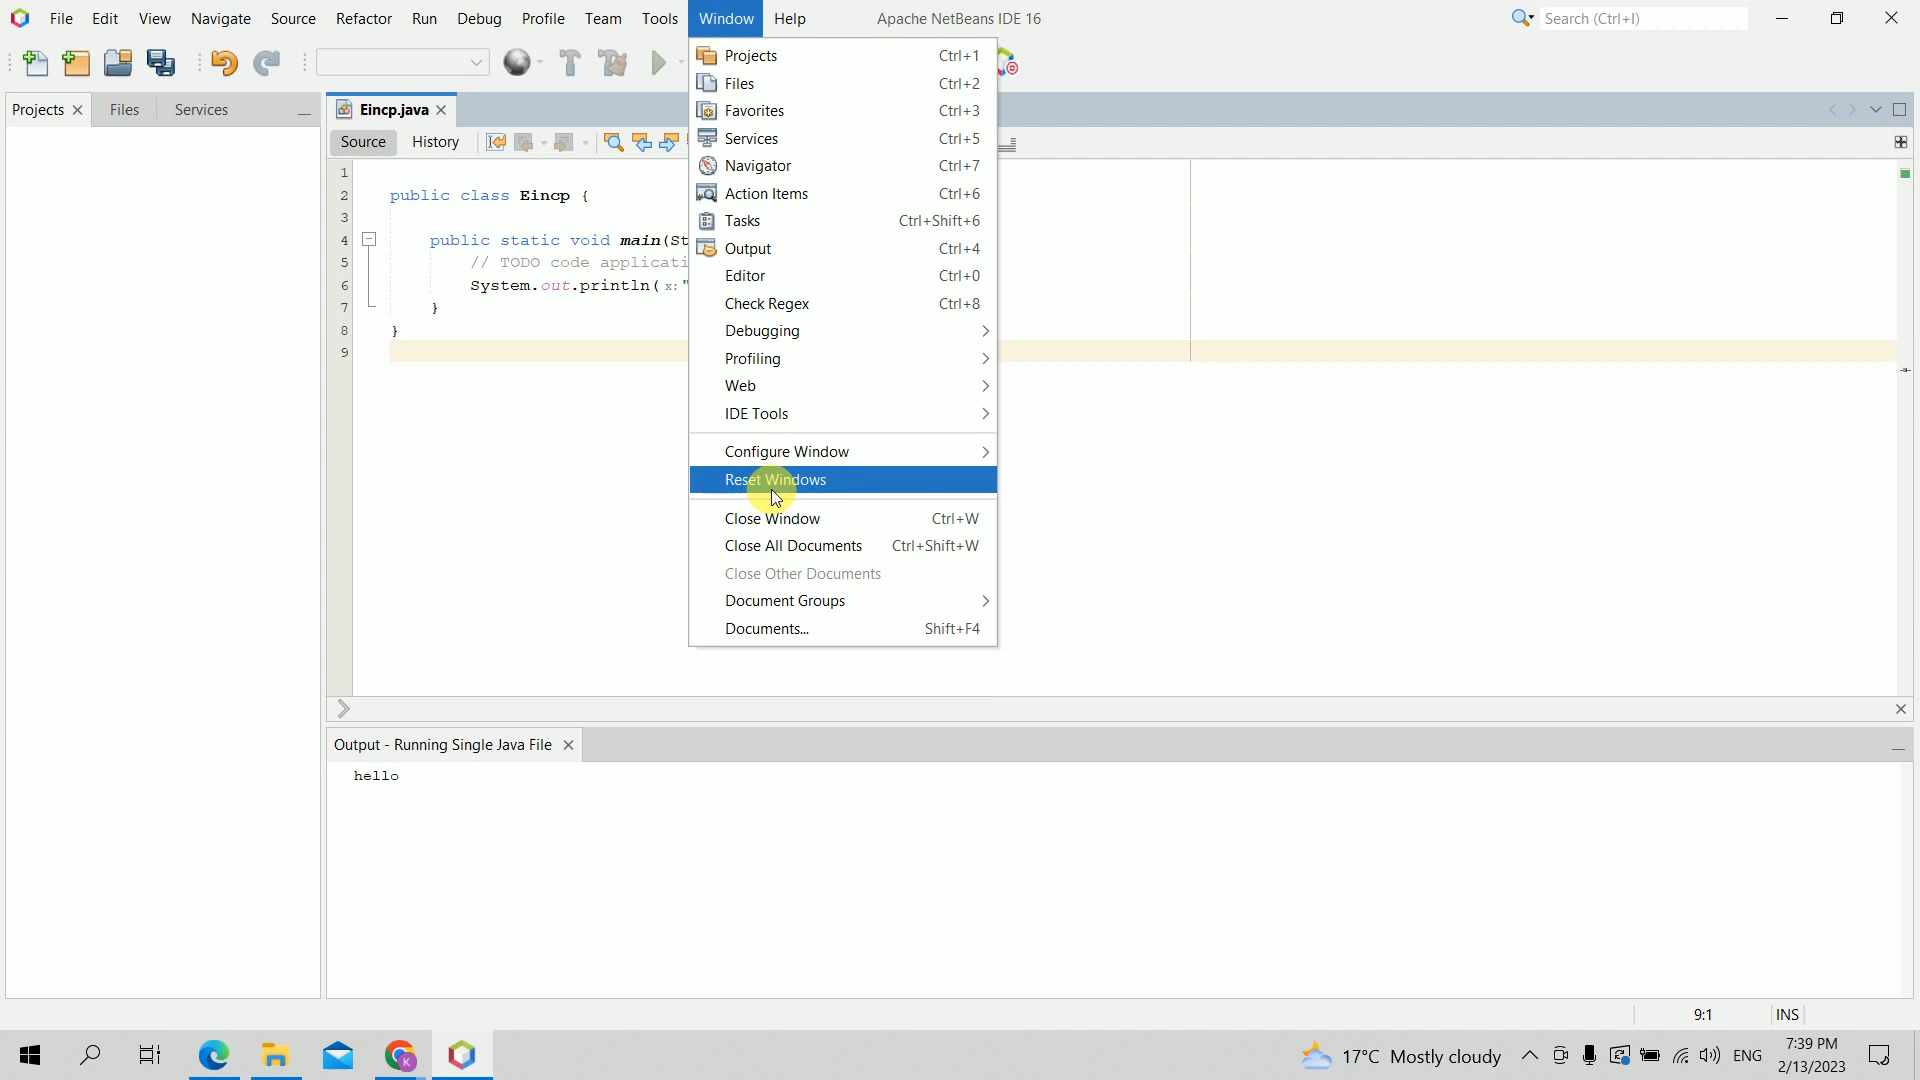 File Edit View Navigate Source Refactor Run Debug Profile Team Tools Window Help Apache NetBeans IDE 16 Search (Ctrl+I)
Projects Files Services Eincp.java
Source History
1
2 public class Eincp {
3
4 public static void main(St
5 // TODO code applicati
6 System.out.println( x: "
7 }
8 }
9
Projects Ctrl+1
Files Ctrl+2
Favorites Ctrl+3
Services Ctrl+5
Navigator Ctrl+7
Action Items Ctrl+6
Tasks Ctrl+Shift+6
Output Ctrl+4
Editor Ctrl+0
Check Regex Ctrl+8
Debugging
Profiling
Web
IDE Tools
Configure Window
Reset Windows
Close Window Ctrl+W
Close All Documents Ctrl+Shift+W
Close Other Documents
Document Groups
Documents... Shift+F4
Output - Running Single Java File
hello
9:1 INS
K 17°C Mostly cloudy ENG 7:39 PM
2/13/2023